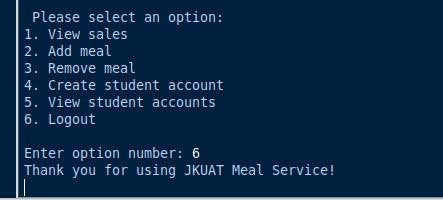 Please select an option:
1. View sales
2. Add meal
3. Remove meal
4. Create student account
5. View student accounts
6. Logout
Enter option number: 6
Thank you for using JKUAT Meal Service!